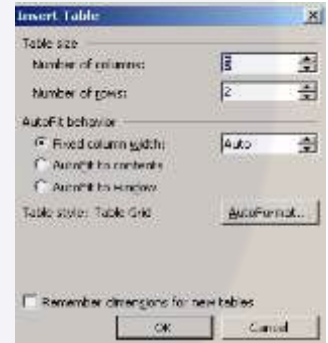 Insert Table
Table size
Number of columns:
Number of rows: 2
AutoFit behavior
Fixed column width: Auto
AutoFit to contents
AutoFit to window
Table style: Table Grid AutoFormat...
Remember dimensions for new tables
OK Cancel